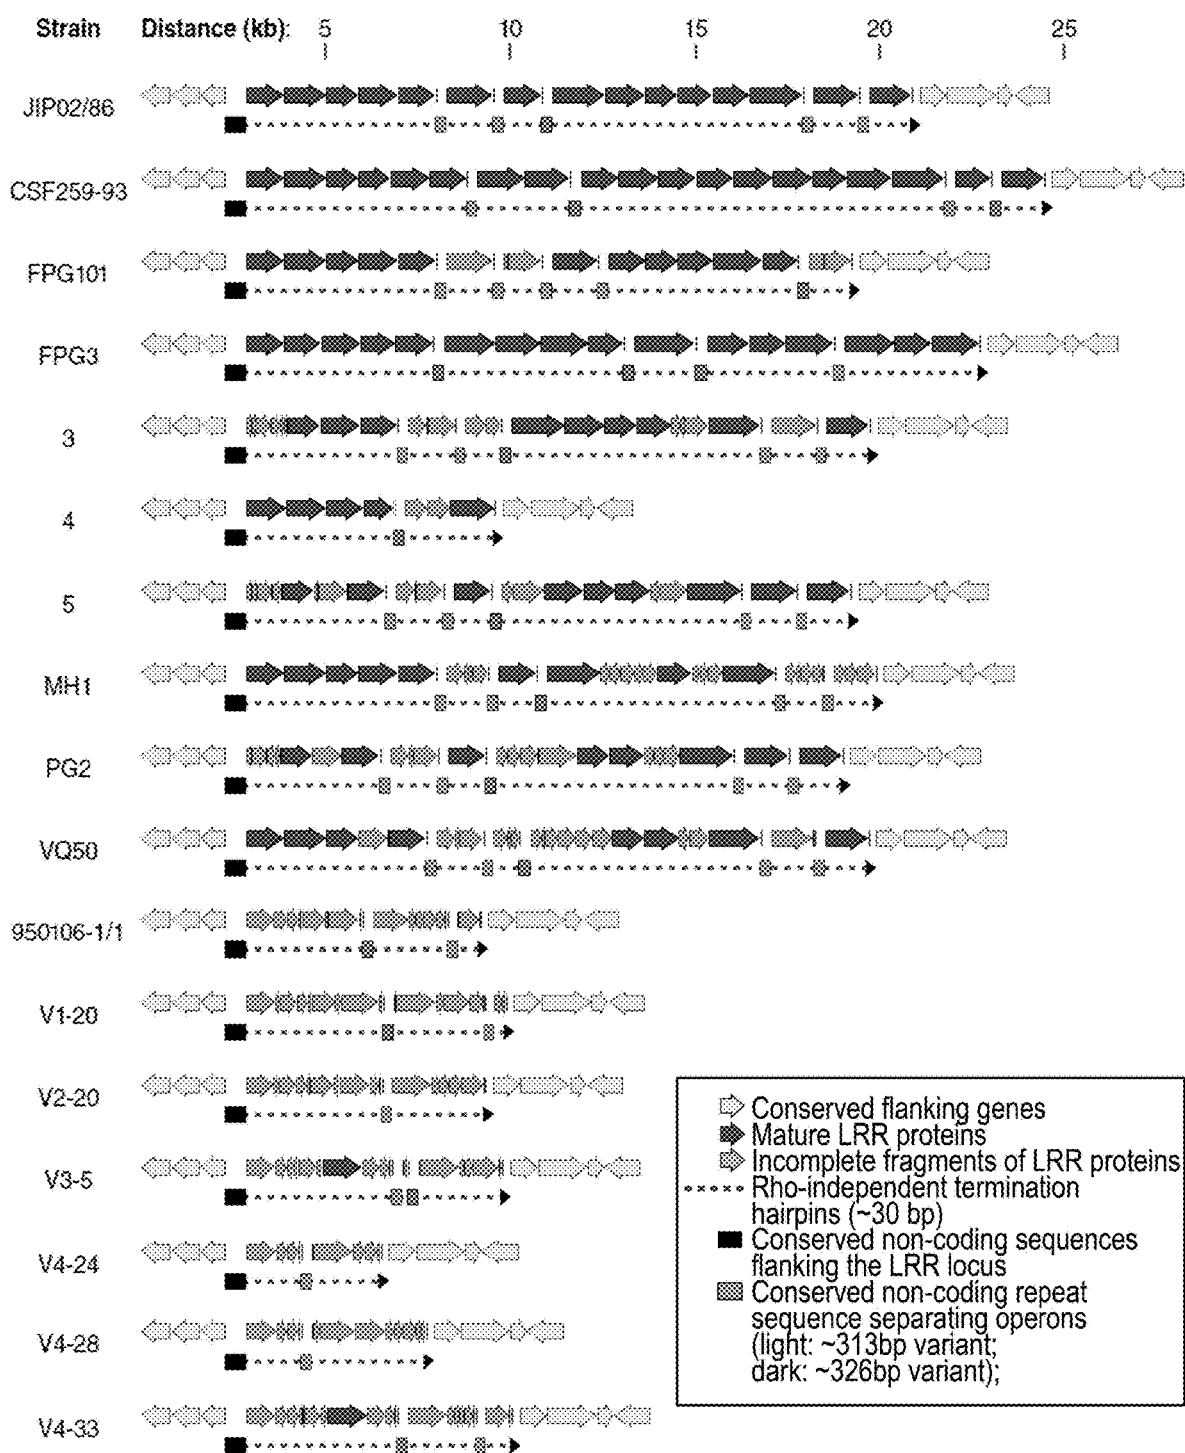 Strain Distance (kb): 5 10 15 20 25
JIP02/86
CSF259-93
FPG101
FPG3
3
4
5
MH1
PG2
VQ50
950106-1/1
V1-20
V2-20
V3-5
V4-24
V4-28
V4-33
Conserved flanking genes
Mature LRR proteins
Incomplete fragments of LRR proteins
Rho-independent termination
hairpins (~30 bp)
Conserved non-coding sequences
flanking the LRR locus
Conserved non-coding repeat
sequence separating operons
(light: ~313bp variant;
dark: ~326bp variant);